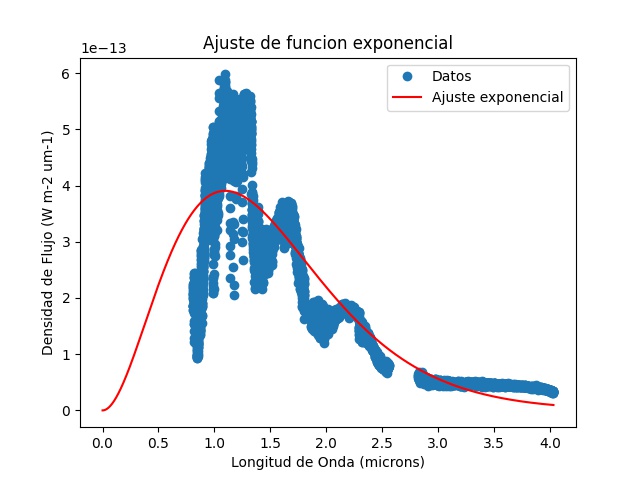 Ajuste de funcion exponencial
1e−13
Datos
Ajuste exponencial
6
5
4
3
2
1
0
Densidad de Flujo (W m-2 um-1)
0.0 0.5 1.0 1.5 2.0 2.5 3.0 3.5 4.0
Longitud de Onda (microns)